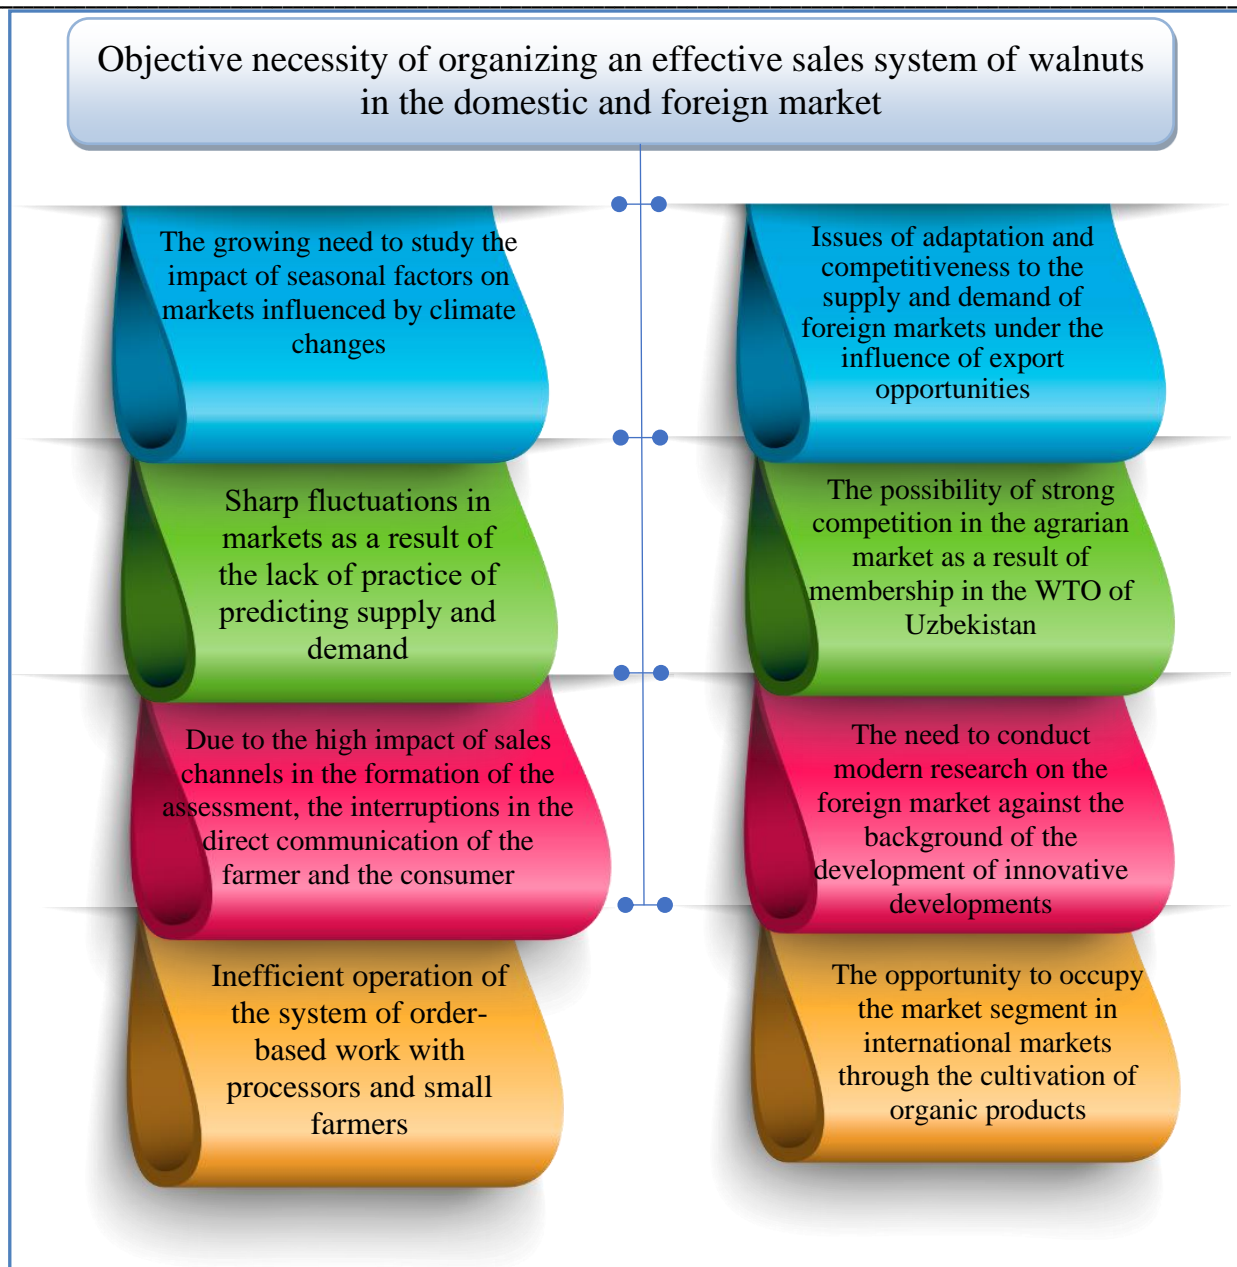 Objective necessity of organizing an effective sales system of walnuts
in the domestic and foreign market
The growing need to study the
impact of seasonal factors on
markets influenced by climate
changes
Issues of adaptation and
competitiveness to the
supply and demand of
foreign markets under the
influence of export
opportunities
Sharp fluctuations in
markets as a result of
the lack of practice of
predicting supply and
demand
The possibility of strong
competition in the agrarian
market as a result of
membership in the WTO of
Uzbekistan
Due to the high impact of sales
channels in the formation of the
assessment, the interruptions in the
direct communication of the
farmer and the consumer
The need to conduct
modern research on the
foreign market against the
background of the
development of innovative
developments
Inefficient operation of
the system of order-
based work with
processors and small
farmers
The opportunity to occupy
the market segment in
international markets
through the cultivation of
organic products